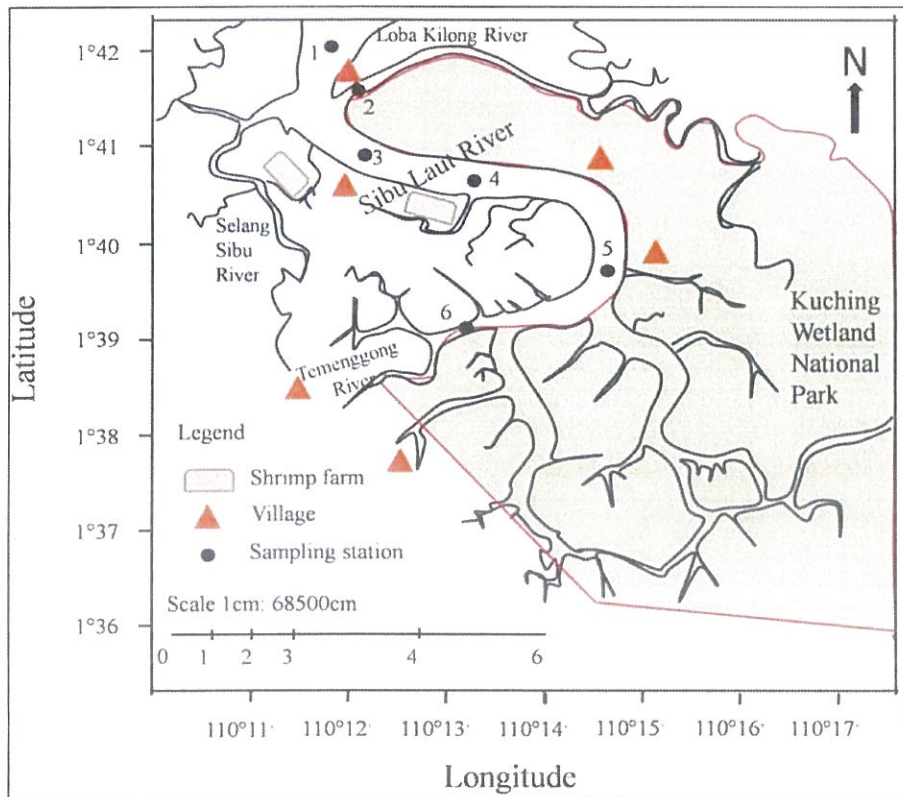 1°42
1°41
1°40
1°39
1°38
1°37
1°36
Latitude
1
Loba Kilong River
2
3
Sibu Laut River
4
5
6
Selang
Sibu
River
Temenggong
River
N
Kuching
Wetland
National
Park
Legend
Shrimp farm
Village
Sampling station
Scale 1cm: 68500cm
0 1 2 3 4 6
110°11' 110°12' 110°13' 110°14' 110°15' 110°16' 110°17'
Longitude